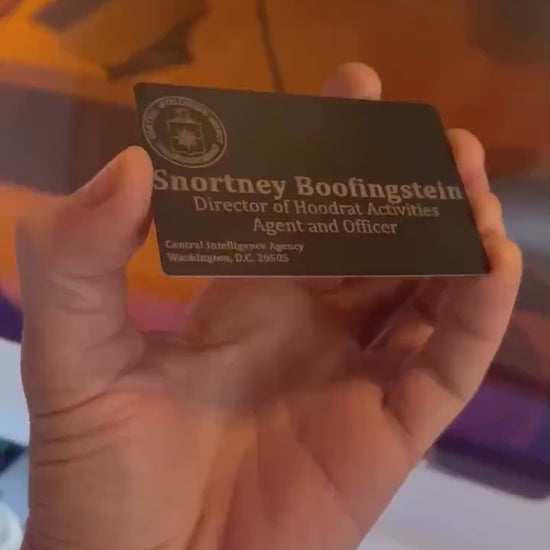 Snortney Boofingstein
Director of Hoodrat Activities
Agent and Officer
Central Intelligence Agency
Washington, D.C. 20505